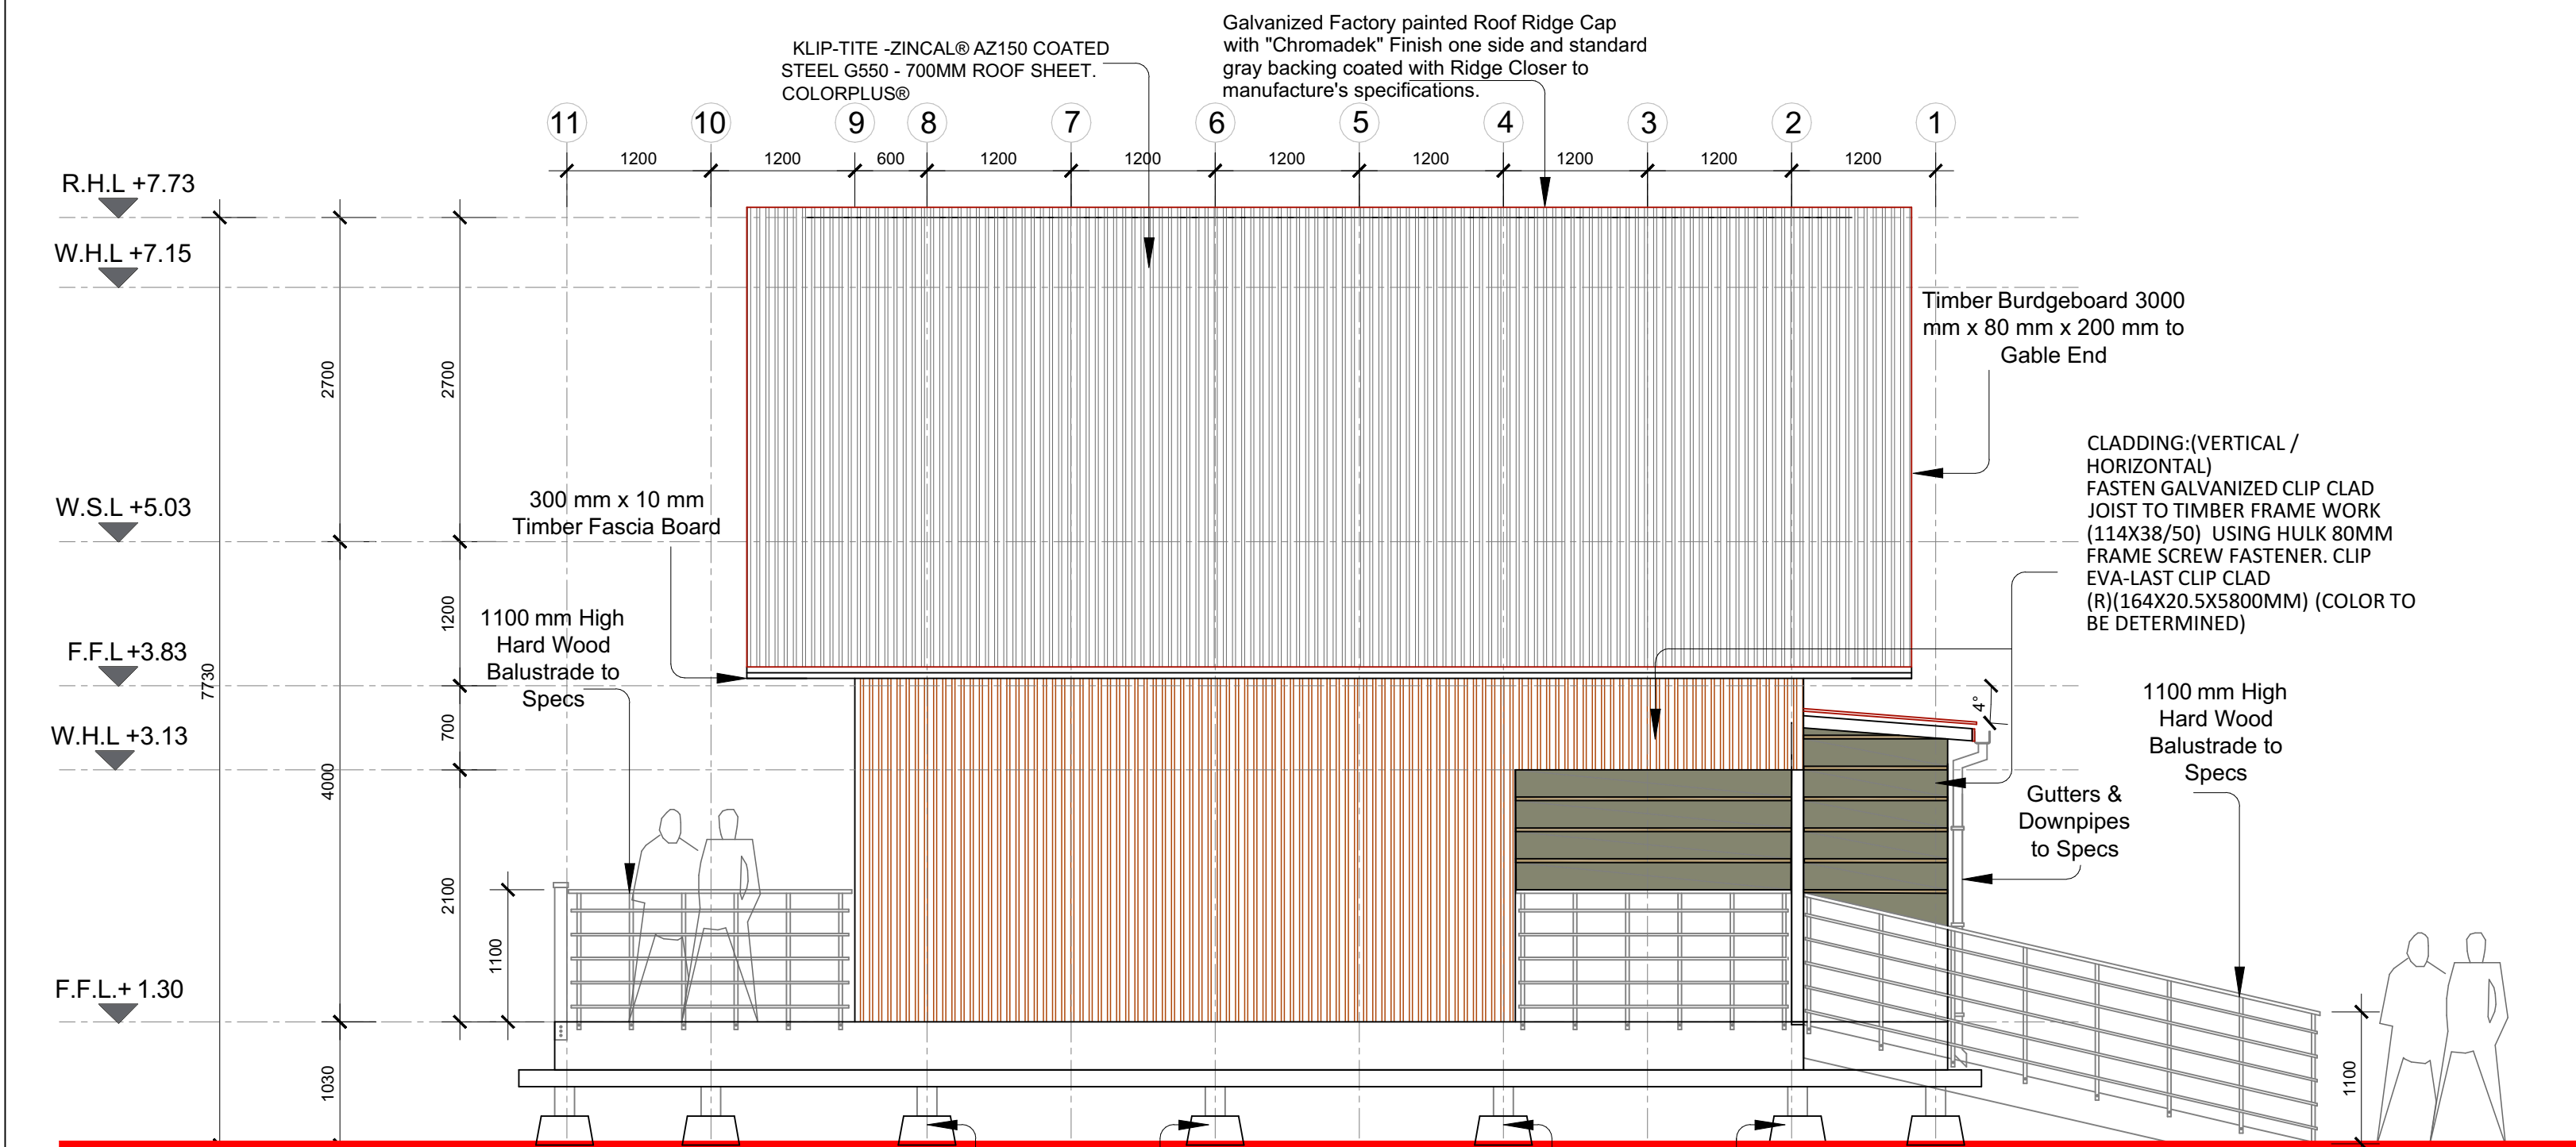 Galvanized Factory painted Roof Ridge Cap
with "Chromadek" Finish one side and standard
gray backing coated with Ridge Closer to
manufacture's specifications.
KLIP-TITE -ZINCAL® AZ150 COATED
STEEL G550 - 700MM ROOF SHEET.
COLORPLUS®
11 10 9 8 7 6 5 4 3 2 1
1200 1200 600 1200 1200 1200 1200 1200 1200 1200
R.H.L +7.73
W.H.L +7.15
W.S.L +5.03
F.F.L +3.83
W.H.L +3.13
F.F.L.+ 1.30
7730
2700
4000
1030
2700
1200
700
2100
1100
300 mm x 10 mm
Timber Fascia Board
1100 mm High
Hard Wood
Balustrade to
Specs
Timber Burdgeboard 3000
mm x 80 mm x 200 mm to
Gable End
CLADDING:(VERTICAL /
HORIZONTAL)
FASTEN GALVANIZED CLIP CLAD
JOIST TO TIMBER FRAME WORK
(114X38/50) USING HULK 80MM
FRAME SCREW FASTENER. CLIP
EVA-LAST CLIP CLAD
(R)(164X20.5X5800MM) (COLOR TO
BE DETERMINED)
4°
1100 mm High
Hard Wood
Balustrade to
Specs
Gutters &
Downpipes
to Specs
1100